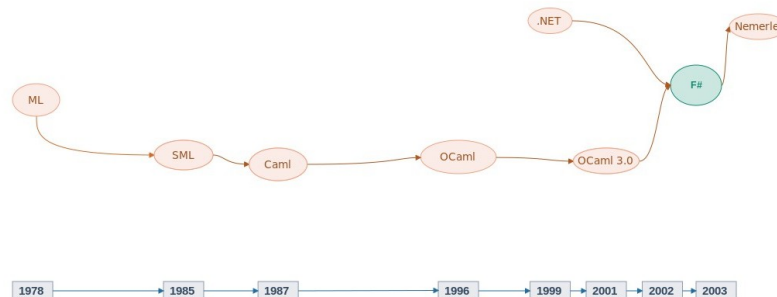 .NET
Nemerle
F#
ML
SML
Caml
OCaml
OCaml 3.0
1978 1985 1987 1996 1999 2001 2002 2003